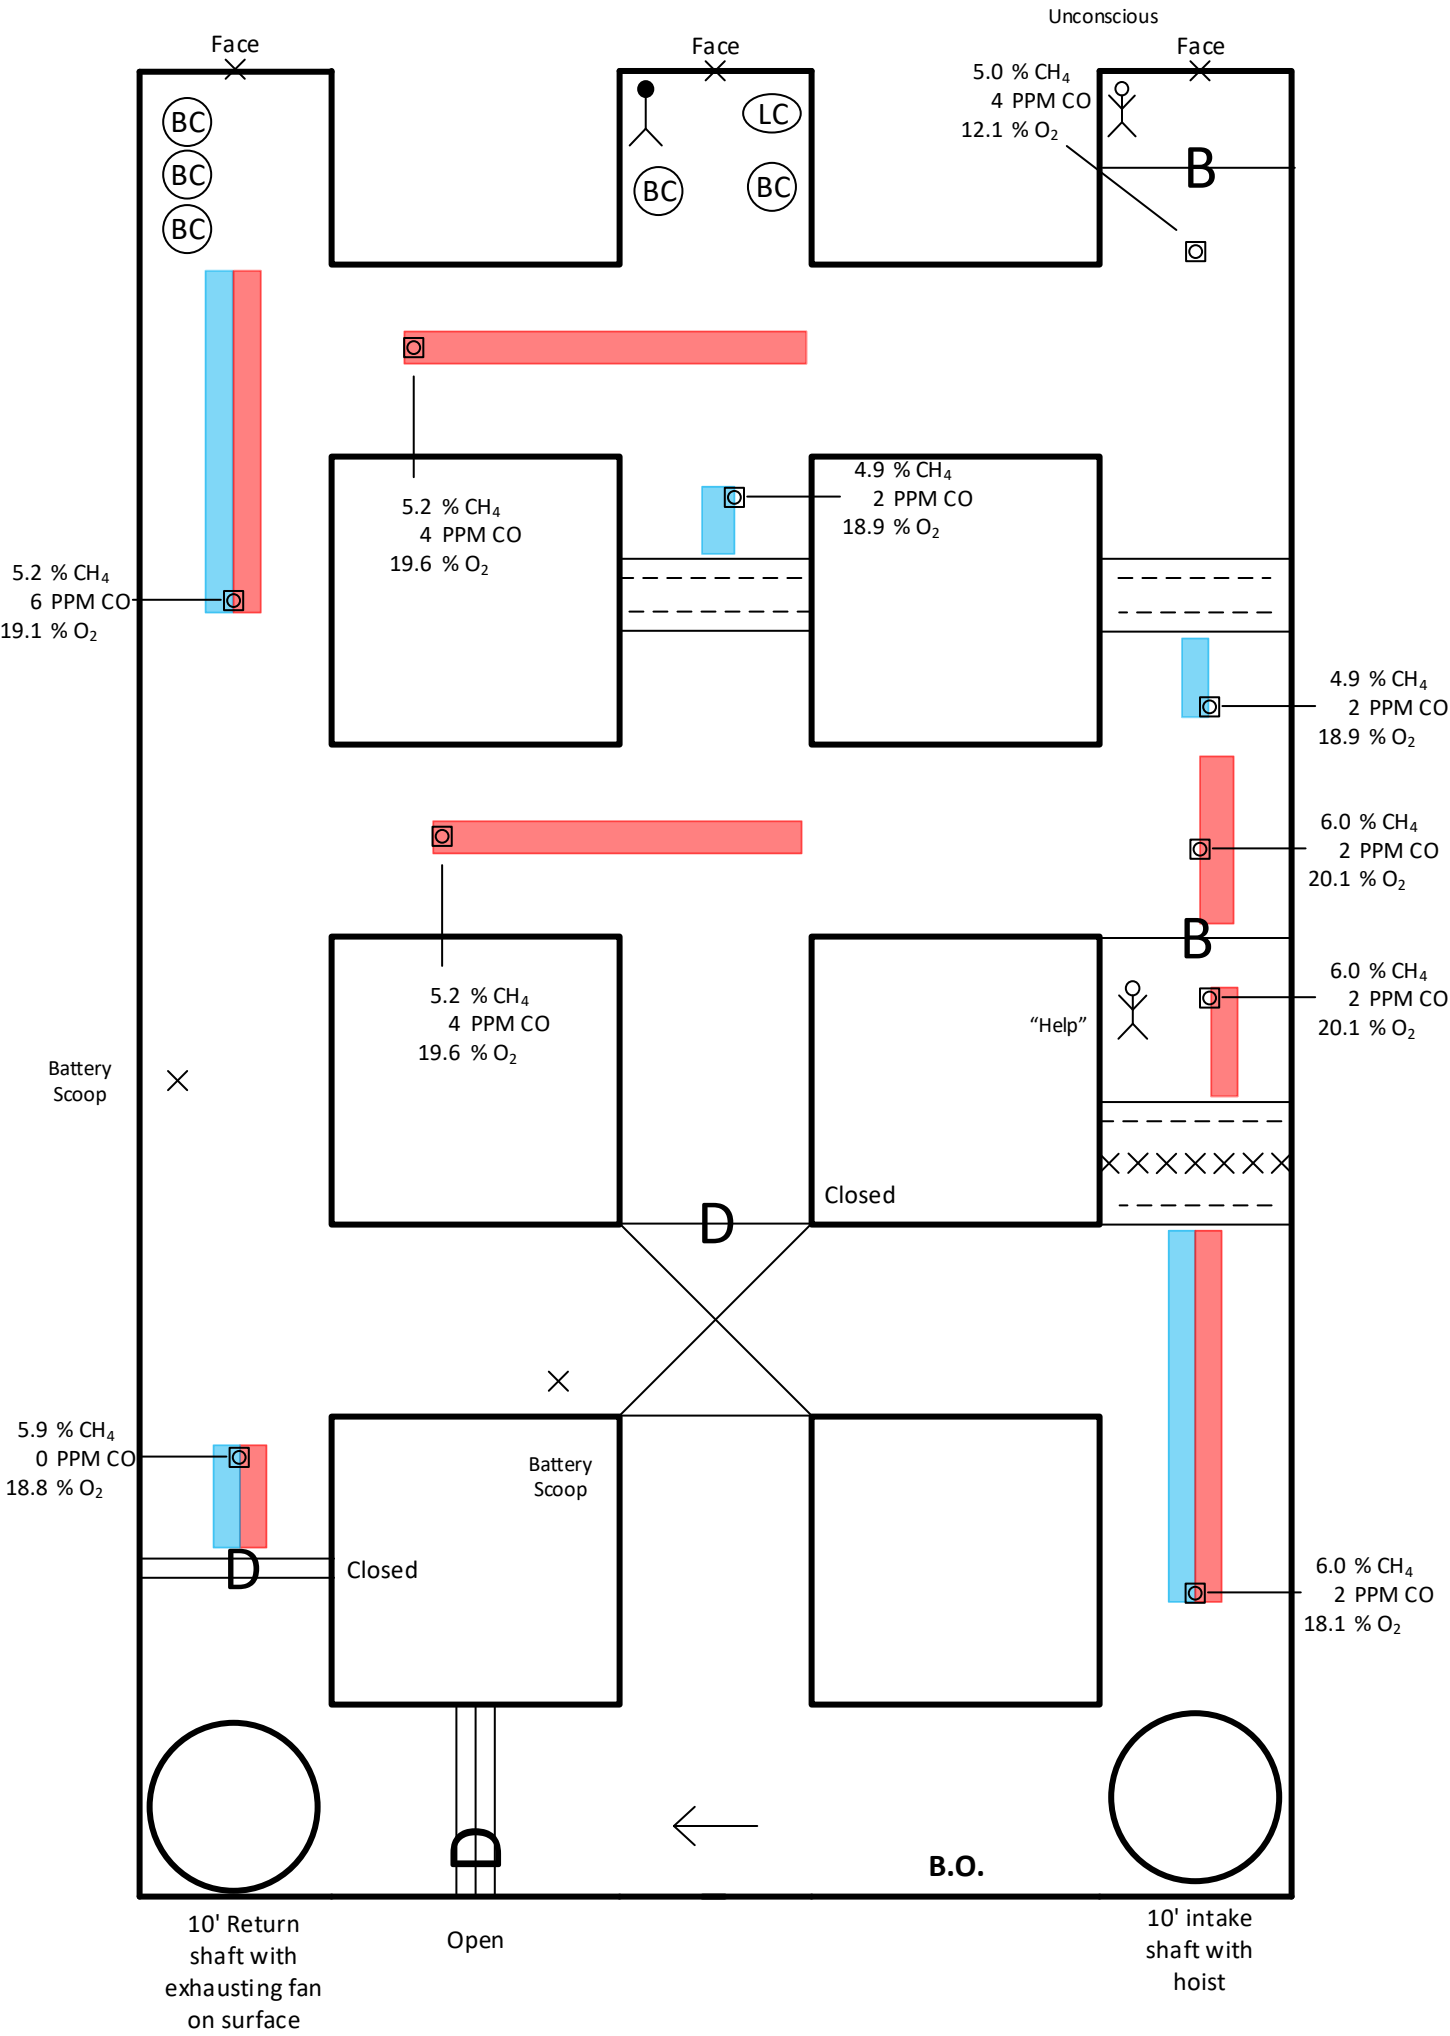 Unconscious
Face
Face
Face
5.0 % CH₄
4 PPM CO
12.1 % O₂
BC
BC
BC
LC
BC
BC
B
4.9 % CH₄
2 PPM CO
18.9 % O₂
5.2 % CH₄
4 PPM CO
19.6 % O₂
5.2 % CH₄
6 PPM CO
19.1 % O₂
4.9 % CH₄
2 PPM CO
18.9 % O₂
6.0 % CH₄
2 PPM CO
20.1 % O₂
B
6.0 % CH₄
2 PPM CO
20.1 % O₂
“Help”
5.2 % CH₄
4 PPM CO
19.6 % O₂
Battery
Scoop
Closed
D
5.9 % CH₄
0 PPM CO
18.8 % O₂
Battery
Scoop
D
Closed
6.0 % CH₄
2 PPM CO
18.1 % O₂
D
B.O.
10' Return
shaft with
exhausting fan
on surface
Open
10' intake
shaft with
hoist